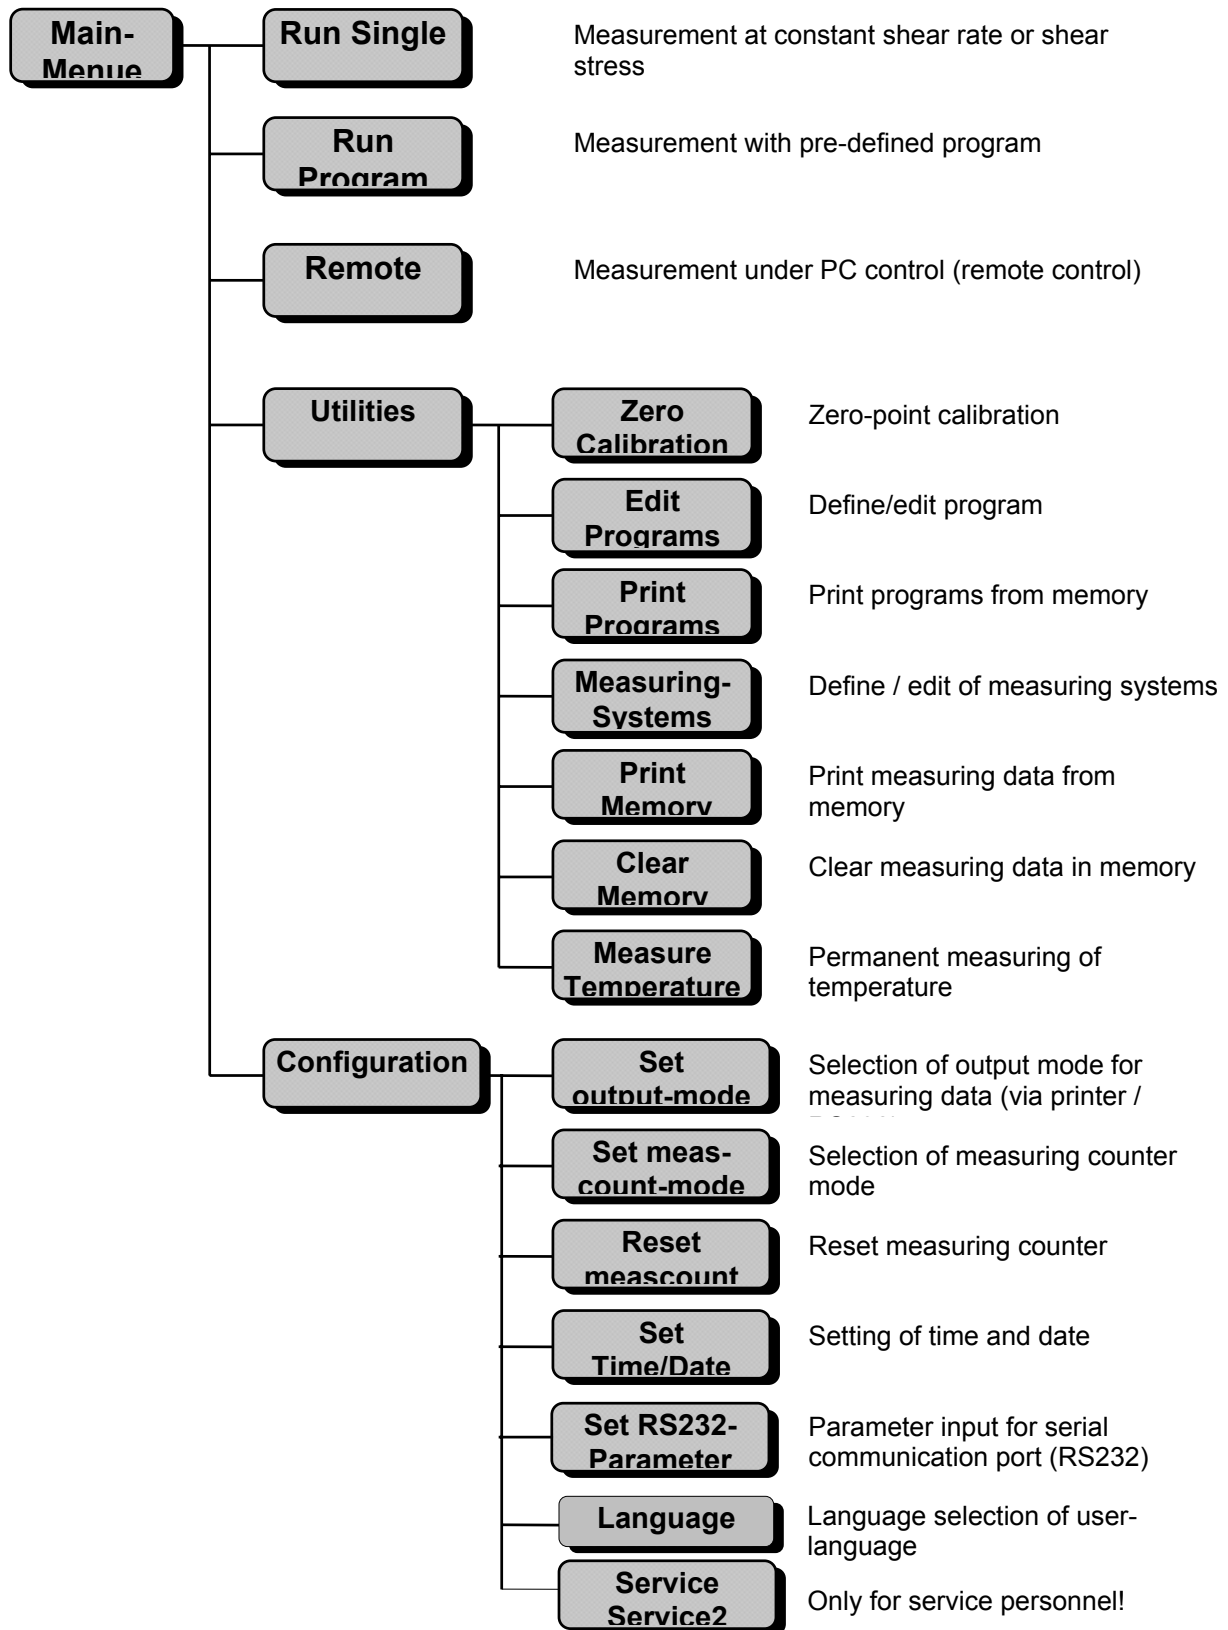 Main-
Menue
Run Single
Measurement at constant shear rate or shear
stress
Run
Program
Measurement with pre-defined program
Remote
Measurement under PC control (remote control)
Utilities
Zero
Calibration
Zero-point calibration
Edit
Programs
Define/edit program
Print
Programs
Print programs from memory
Measuring-
Systems
Define / edit of measuring systems
Print
Memory
Print measuring data from
memory
Clear
Memory
Clear measuring data in memory
Measure
Temperature
Permanent measuring of
temperature
Configuration
Set
output-mode
Selection of output mode for
measuring data (via printer /
Set meas-
count-mode
Selection of measuring counter
mode
Reset
meascount
Reset measuring counter
Set
Time/Date
Setting of time and date
Set RS232-
Parameter
Parameter input for serial
communication port (RS232)
Language
Language selection of user-
language
Service
Service2
Only for service personnel!